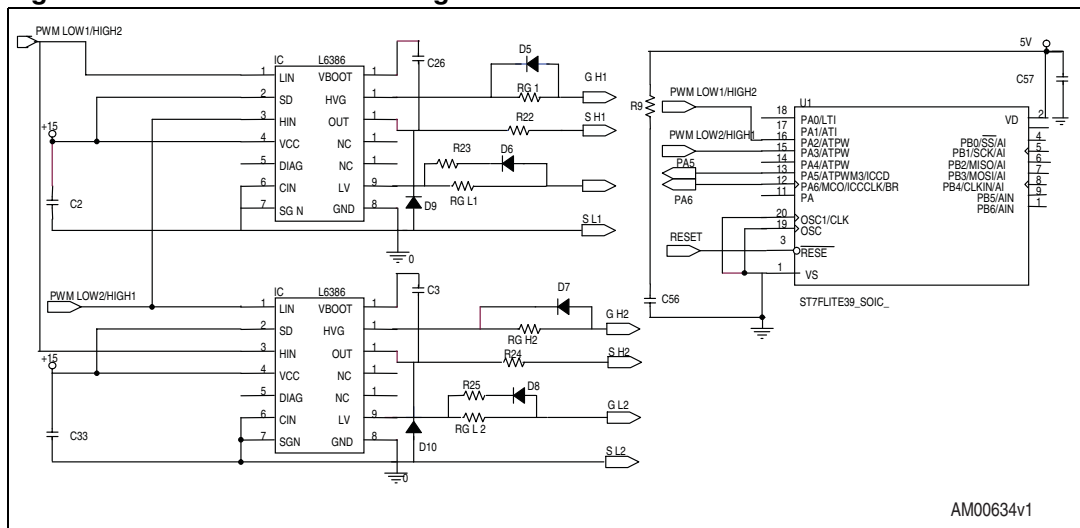 PWM LOW1/HIGH2
IC L6386
1 LIN VBOOT 1
2 SD HVG 1
3 HIN OUT 1
4 VCC NC 1
5 DIAG NC 1
6 CIN LV 9
7 SG N GND 8
+15
C2
C26
D5
RG 1
G H1
R22
S H1
R23 D6
RG L1
D9
S L1
0
PWM LOW2/HIGH1
IC L6386
1 LIN VBOOT 1
2 SD HVG 1
3 HIN OUT 1
4 VCC NC 1
5 DIAG NC 1
6 CIN LV 9
7 SGN GND 8
+15
C33
C3
D7
RG H2
G H2
R24
S H2
R25 D8
RG L 2
G L2
D10
S L2
0
5V
C57
R9
C56
PWM LOW1/HIGH2
PWM LOW2/HIGH1
PA5
PA6
RESET
U1
18 PA0/LTI
17 PA1/ATI
16 PA2/ATPW
15 PA3/ATPW
14 PA4/ATPW
13 PA5/ATPWM3/ICCD
12 PA6/MCO/ICCCLK/BR
11 PA
20 OSC1/CLK
19 OSC
3 RESE
1 VS
VD 2
PB0/SS/AI 4
PB1/SCK/AI 5
PB2/MISO/AI 6
PB3/MOSI/AI 7
PB4/CLKIN/AI 8
PB5/AIN 9
PB6/AIN 1
ST7FLITE39_SOIC_
AM00634v1